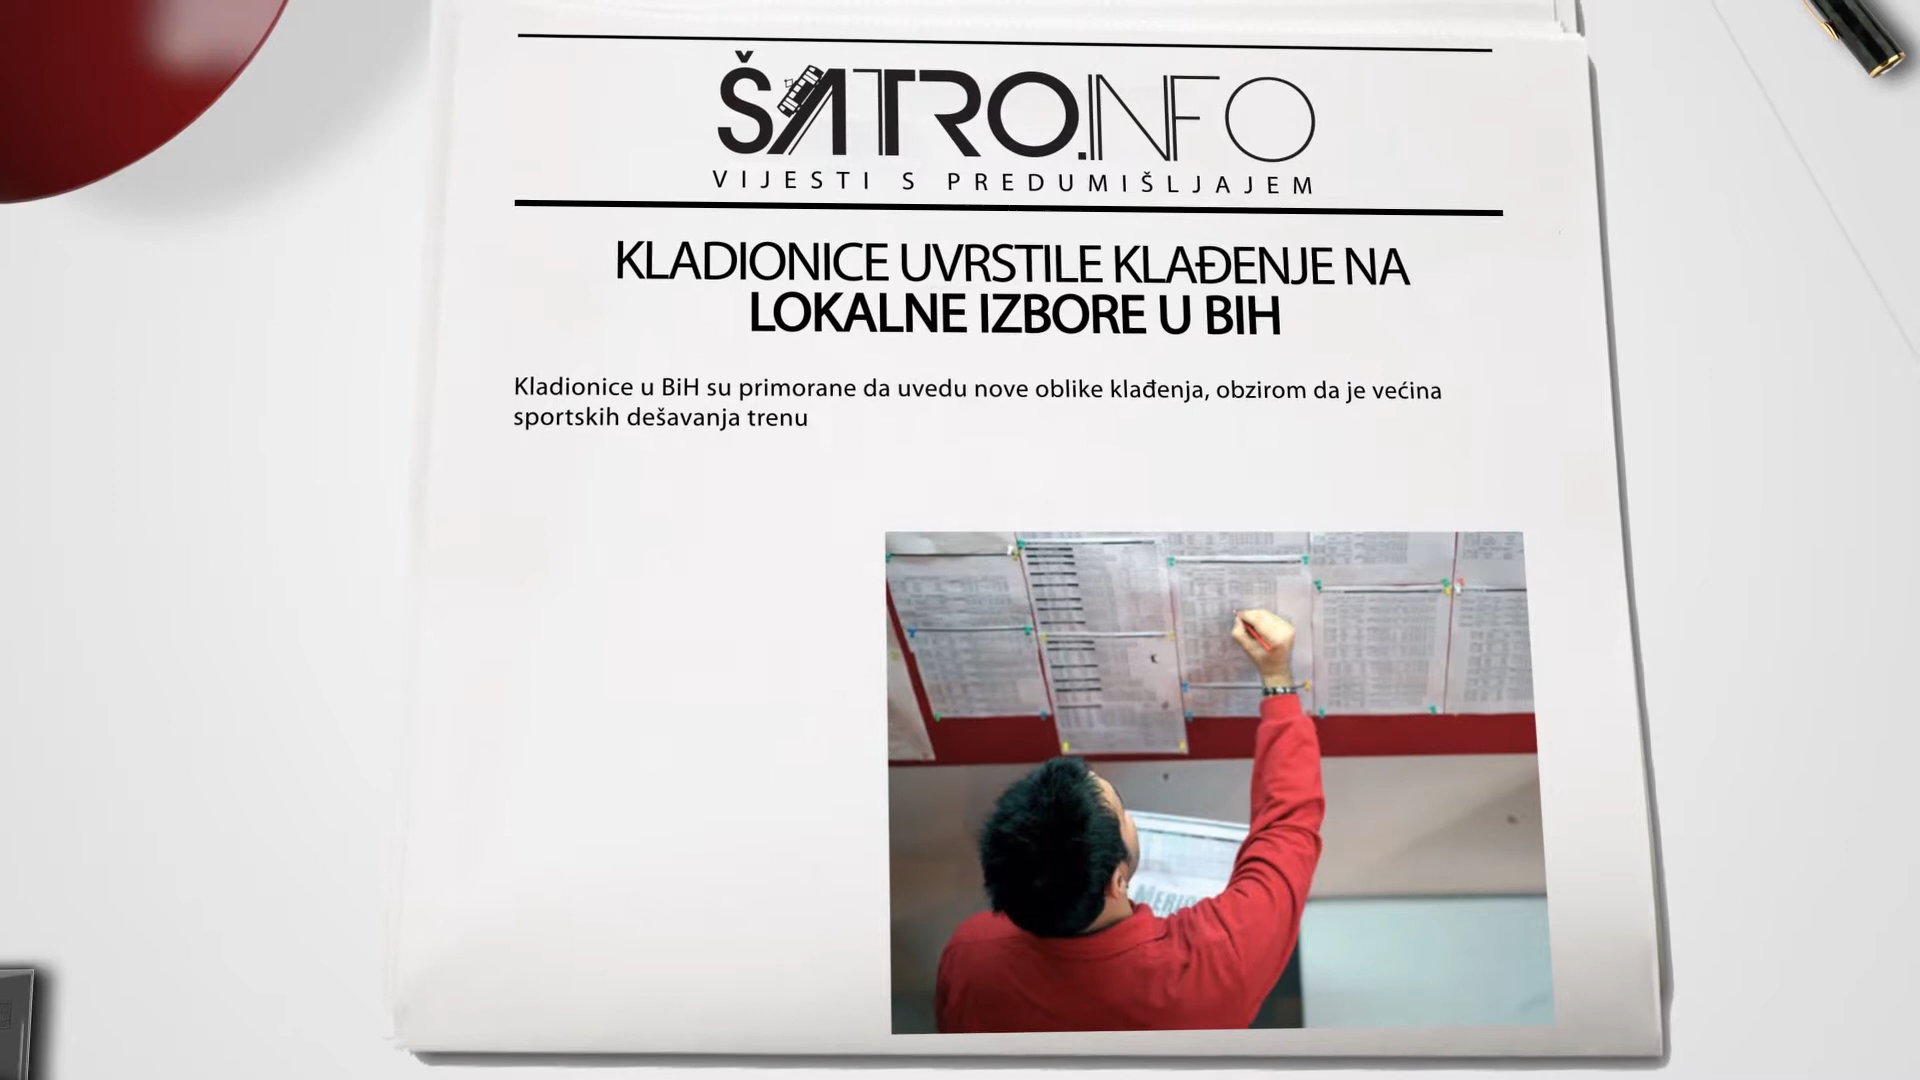 ŠATRO.INFO
VIJESTI S PREDUMIŠLJAJEM
KLADIONICE UVRSTILE KLAĐENJE NA
LOKALNE IZBORE U BIH
Kladionice u BiH su primorane da uvedu nove oblike klađenja, obzirom da je većina
sportskih dešavanja trenu